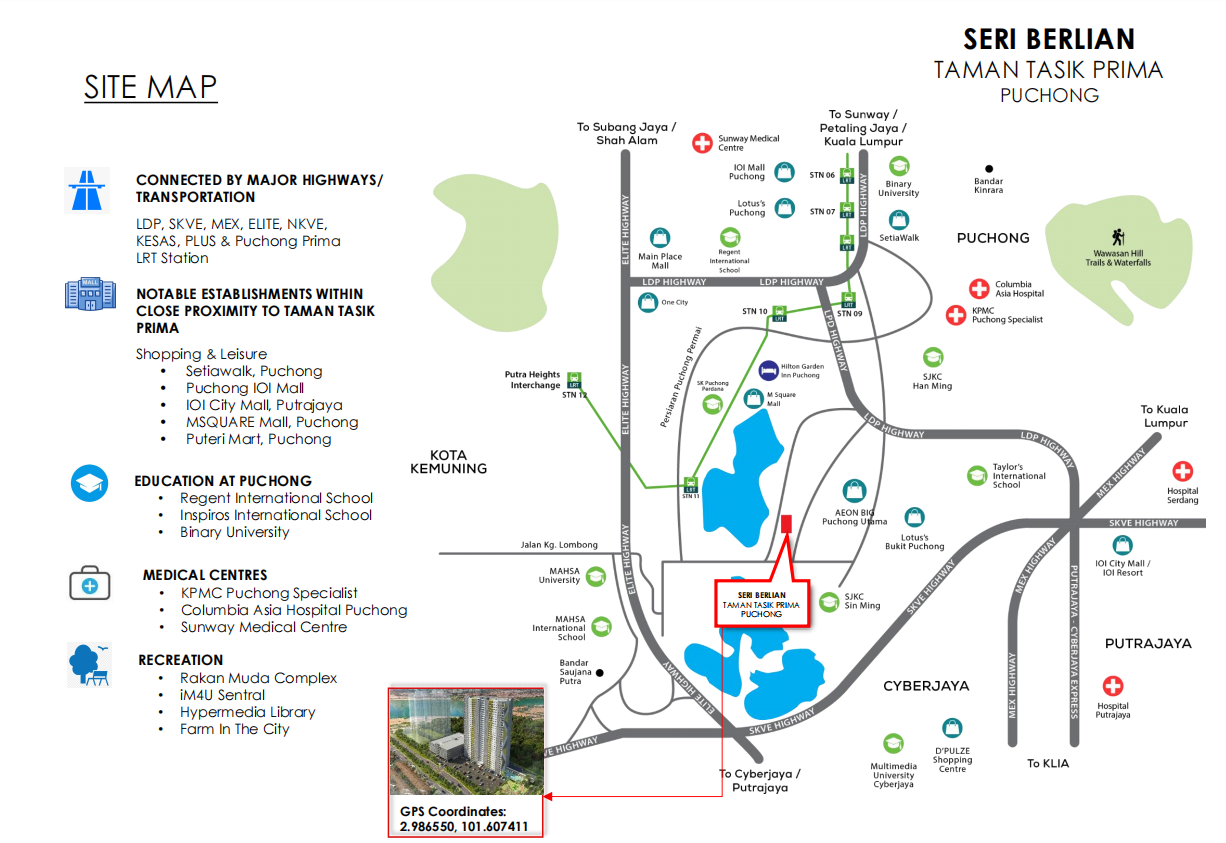 SERI BERLIAN
TAMAN TASIK PRIMA
PUCHONG
SITE MAP
CONNECTED BY MAJOR HIGHWAYS/
TRANSPORTATION
LDP, SKVE, MEX, ELITE, NKVE,
KESAS, PLUS & Puchong Prima
LRT Station
MALL
NOTABLE ESTABLISHMENTS WITHIN
CLOSE PROXIMITY TO TAMAN TASIK
PRIMA
Shopping & Leisure
• Setiawalk, Puchong
• Puchong IOI Mall
• IOI City Mall, Putrajaya
• MSQUARE Mall, Puchong
• Puteri Mart, Puchong
EDUCATION AT PUCHONG
• Regent International School
• Inspiros International School
• Binary University
MEDICAL CENTRES
• KPMC Puchong Specialist
• Columbia Asia Hospital Puchong
• Sunway Medical Centre
RECREATION
• Rakan Muda Complex
• iM4U Sentral
• Hypermedia Library
• Farm In The City
To Subang Jaya /
Shah Alam
Sunway Medical
Centre
To Sunway /
Petaling Jaya /
Kuala Lumpur
IOI Mall
Puchong
STN 06
LRT
Binary
University
Bandar
Kinrara
Lotus's
Puchong
STN 07
LRT
LDP HIGHWAY
SetiaWalk
PUCHONG
Wawasan Hill
Trails & Waterfalls
ELITE HIGHWAY
Main Place
Mall
Regent
International
School
LRT
LDP HIGHWAY
LDP HIGHWAY
Columbia
Asia Hospital
One City
STN 10
LRT
LRT
STN 09
KPMC
Puchong Specialist
LPD HIGHWAY
Persiaran Puchong Permai
Putra Heights
Interchange
LRT
STN 12
ELITE HIGHWAY
Hilton Garden
Inn Puchong
SK Puchong
Perdana
M Square
Mall
SJKC
Han Ming
LDP HIGHWAY
LDP HIGHWAY
To Kuala
Lumpur
KOTA
KEMUNING
LRT
STN 11
Taylor's
International
School
MEX HIGHWAY
Hospital
Serdang
AEON BIG
Puchong Utama
Lotus's
Bukit Puchong
SKVE HIGHWAY
Jalan Kg. Lombong
ELITE HIGHWAY
IOI City Mall /
IOI Resort
MAHSA
University
SERI BERLIAN
TAMAN TASIK PRIMA
PUCHONG
SJKC
Sin Ming
SKVE HIGHWAY
MEX HIGHWAY
PUTRAJAYA - CYBERJAYA EXPRESS
MAHSA
International
School
PUTRAJAYA
Bandar
Saujana
Putra
ELITE HIGHWAY
CYBERJAYA
MEX HIGHWAY
Hospital
Putrajaya
SKVE HIGHWAY
VE HIGHWAY
Multimedia
University
Cyberjaya
D'PULZE
Shopping
Centre
To KLIA
To Cyberjaya /
Putrajaya
GPS Coordinates:
2.986550, 101.607411